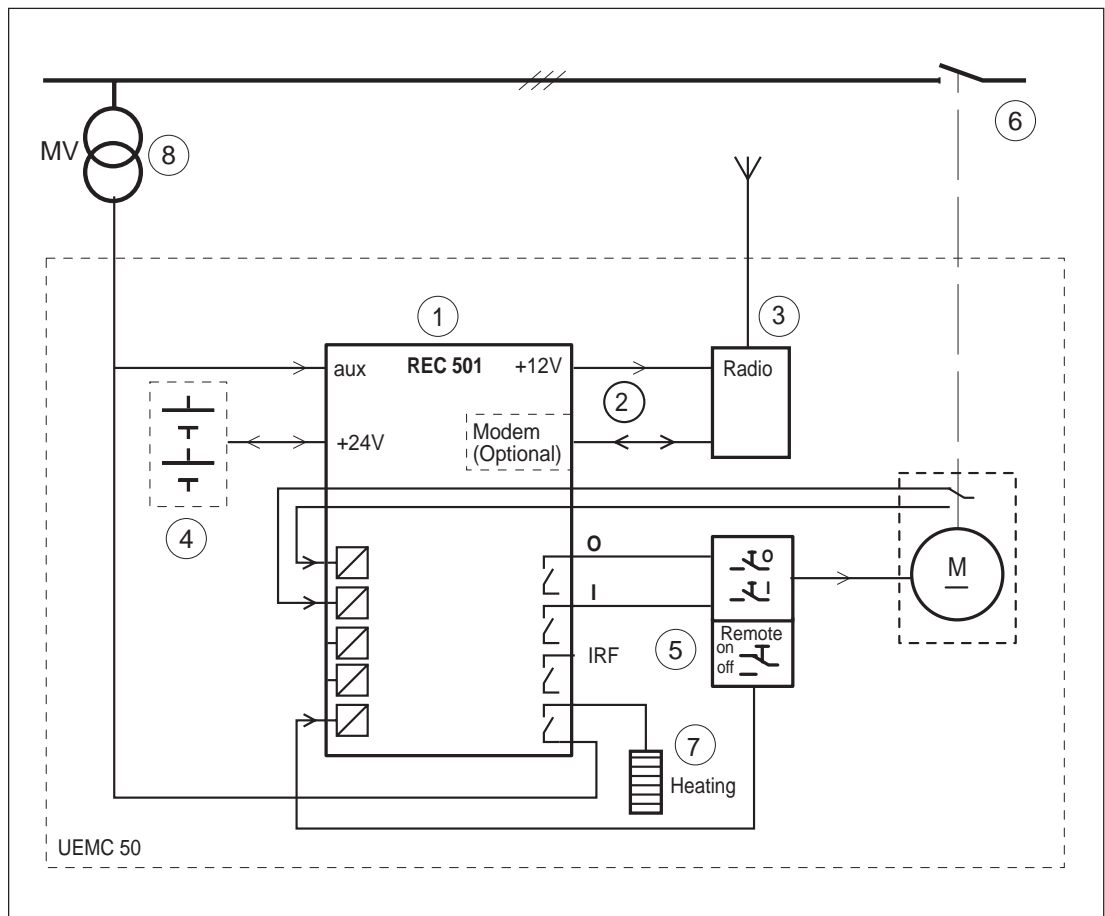 6
MV
8
1
3
aux
REC 501
+12V
Radio
2
+24V
Modem
(Optional)
4
O
M
O
I
I
Remote
on
off
5
IRF
7
Heating
UEMC 50